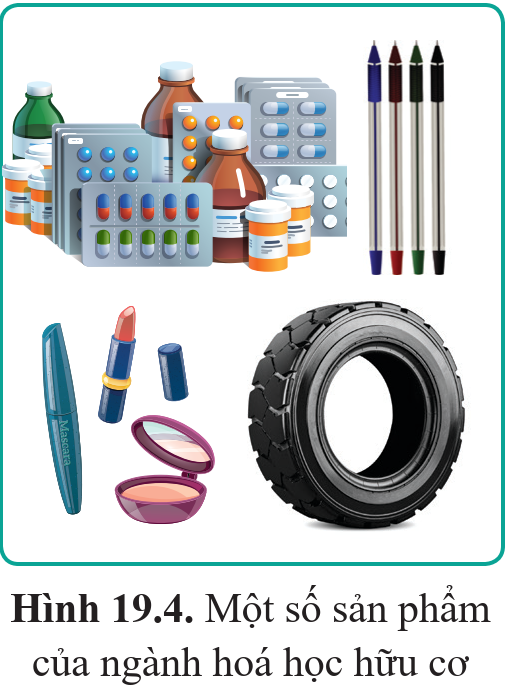 Mascara
Hình 19.4. Một số sản phẩm
của ngành hoá học hữu cơ